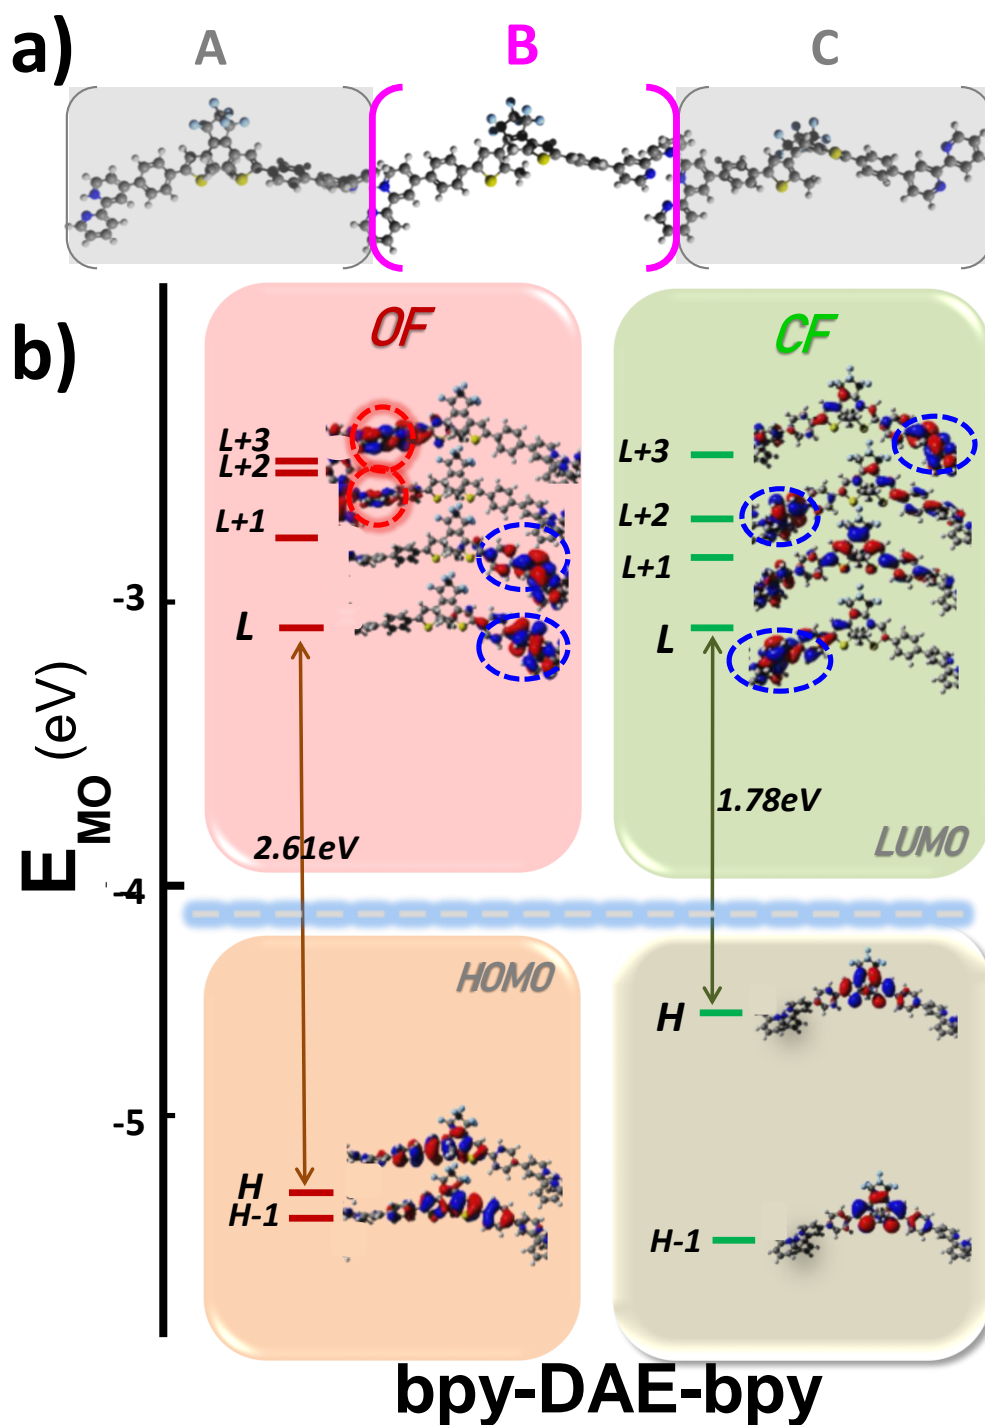 a)
A
B
C
b)
OF
CF
L+3
L+2
L+1
L
L+3
L+2
L+1
L
-3
-4
-5
E_MO (eV)
2.61eV
1.78eV
LUMO
HOMO
H
H-1
H
H-1
bpy-DAE-bpy